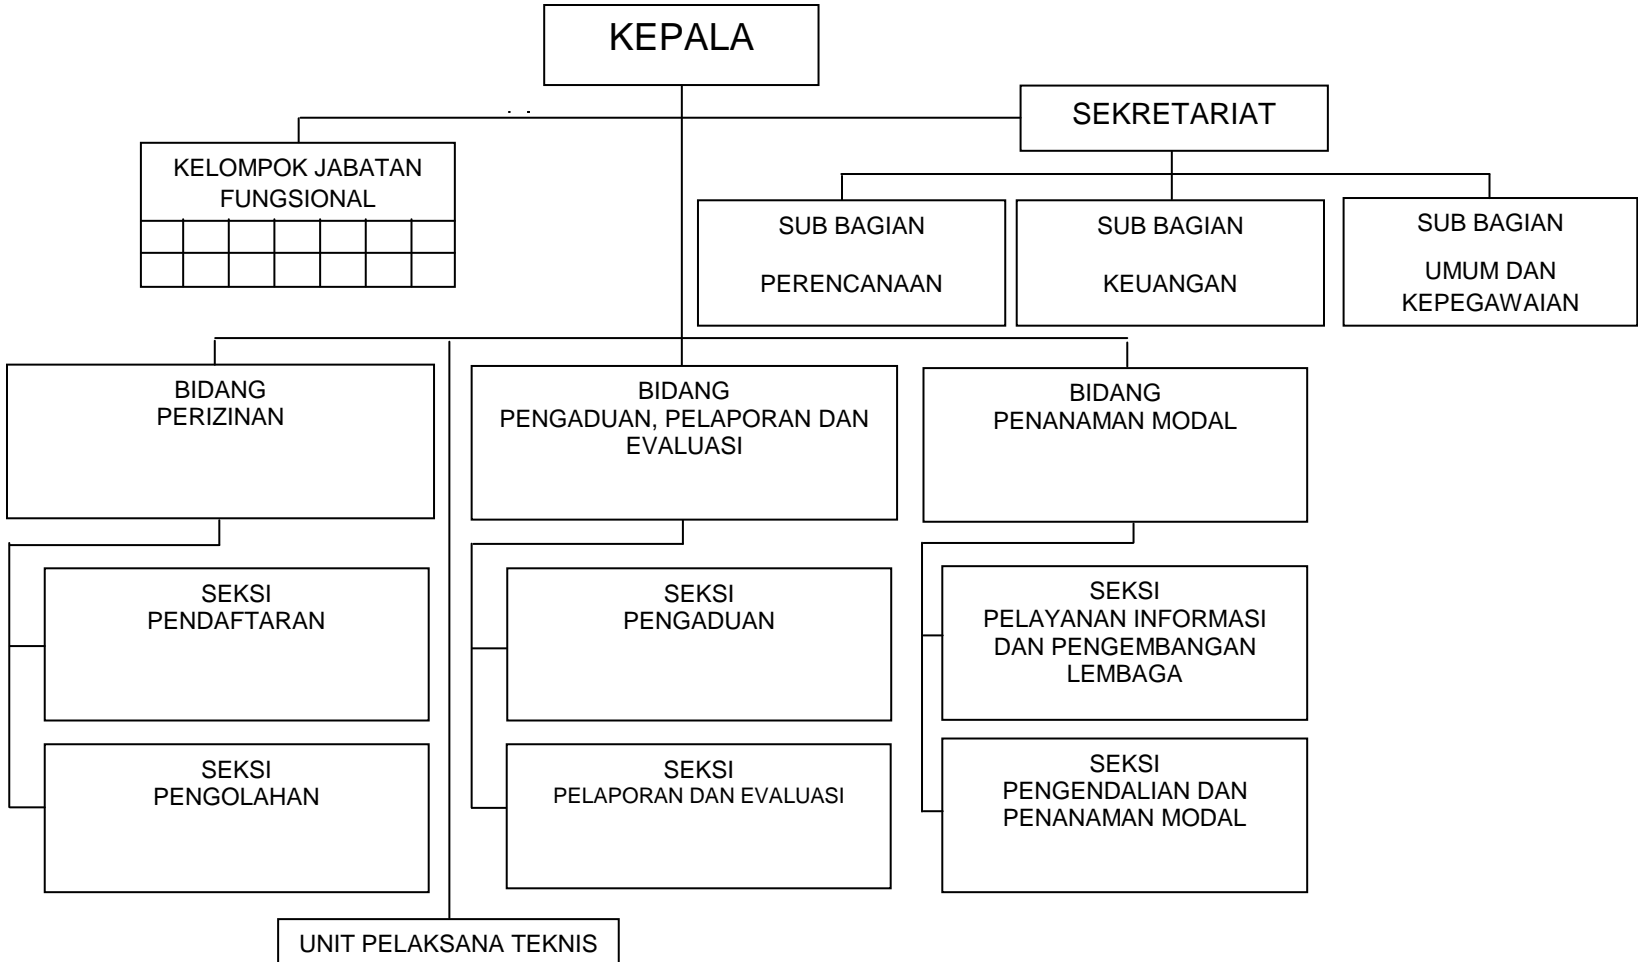 KEPALA
SEKRETARIAT
KELOMPOK JABATAN
FUNGSIONAL
SUB BAGIAN
PERENCANAAN
SUB BAGIAN
KEUANGAN
SUB BAGIAN
UMUM DAN
KEPEGAWAIAN
BIDANG
PERIZINAN
BIDANG
PENGADUAN, PELAPORAN DAN
EVALUASI
BIDANG
PENANAMAN MODAL
SEKSI
PENDAFTARAN
SEKSI
PENGADUAN
SEKSI
PELAYANAN INFORMASI
DAN PENGEMBANGAN
LEMBAGA
SEKSI
PENGOLAHAN
SEKSI
PELAPORAN DAN EVALUASI
SEKSI
PENGENDALIAN DAN
PENANAMAN MODAL
UNIT PELAKSANA TEKNIS